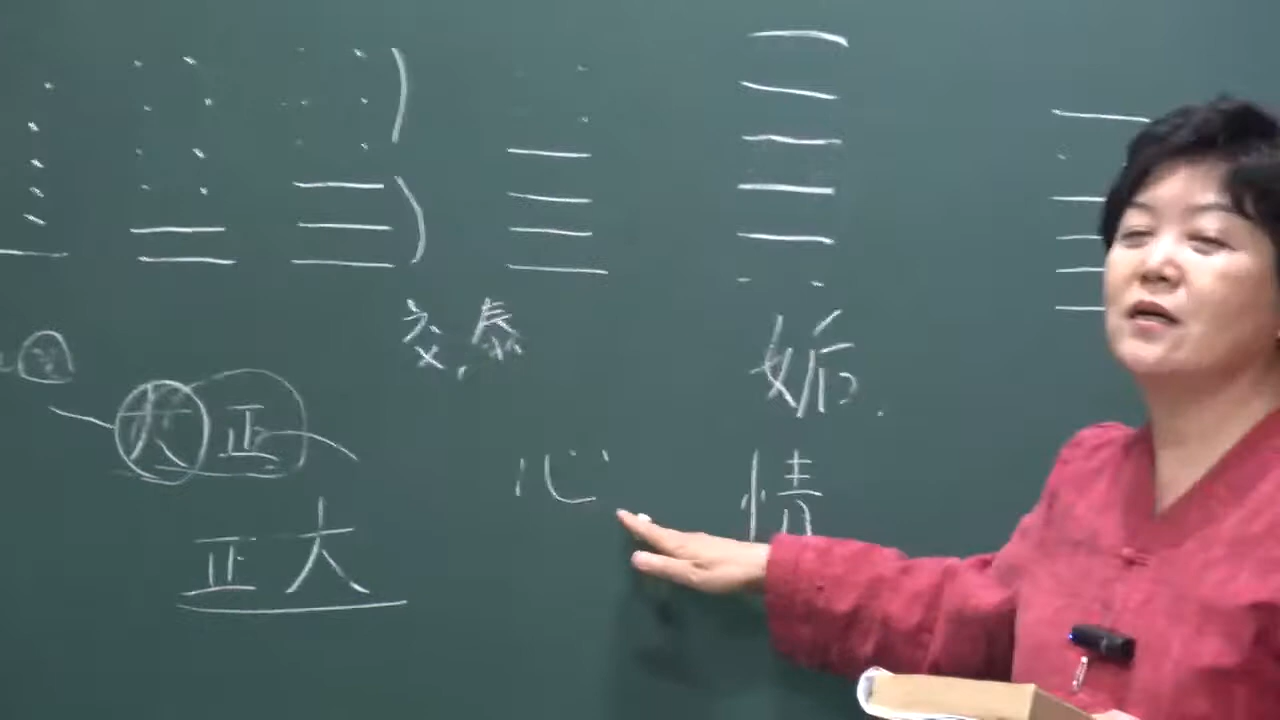 交.泰
姤.
大正
心 情
正大